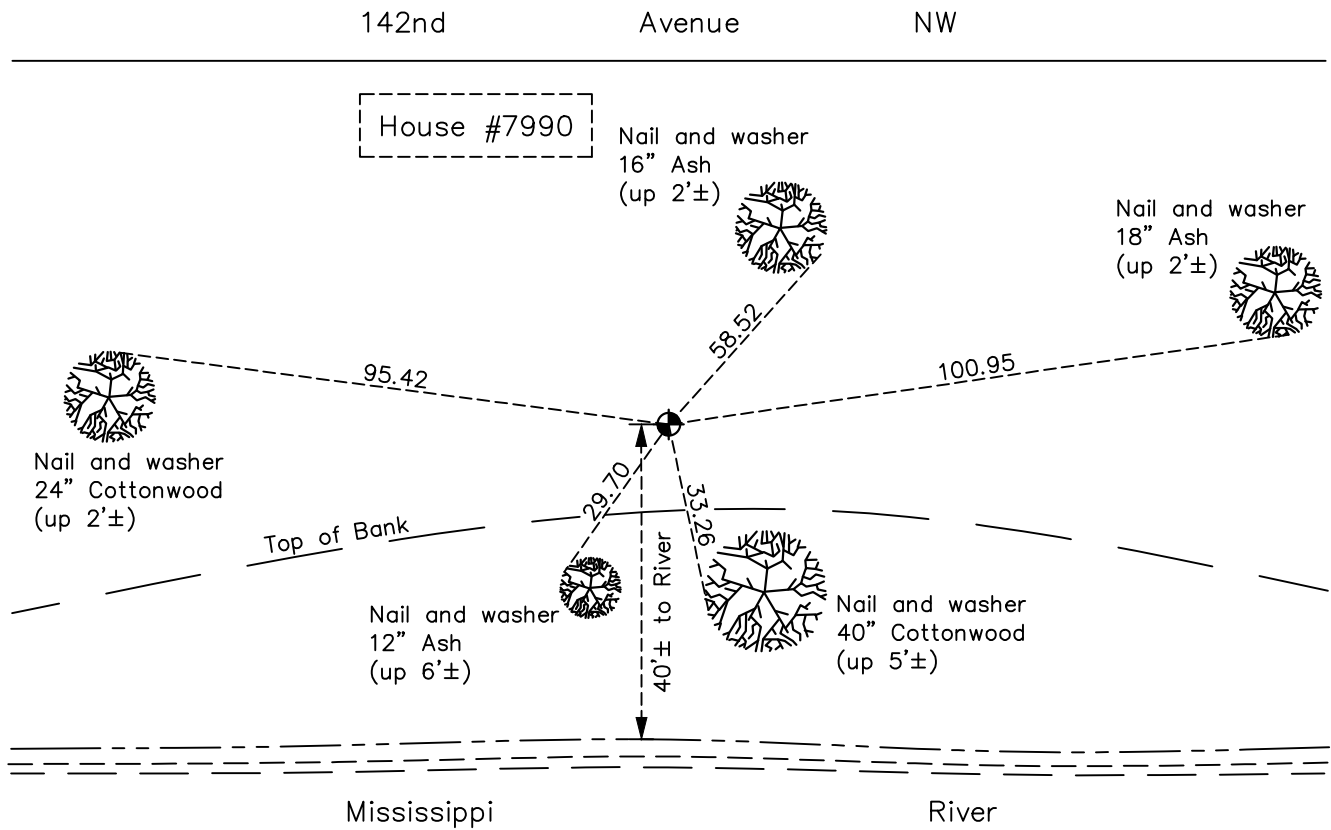 142nd Avenue NW
House #7990
Nail and washer
16" Ash
(up 2'±)
Nail and washer
18" Ash
(up 2'±)
58.52
95.42
100.95
Nail and washer
24" Cottonwood
(up 2'±)
29.70
33.26
Top of Bank
40'± to River
Nail and washer
12" Ash
(up 6'±)
Nail and washer
40" Cottonwood
(up 5'±)
Mississippi River